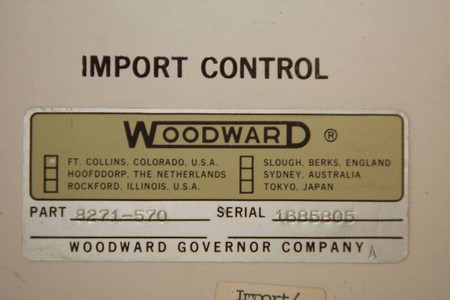 IMPORT CONTROL
WOODWARD ®
FT. COLLINS, COLORADO, U.S.A.
HOOFDDORP, THE NETHERLANDS
ROCKFORD, ILLINOIS, U.S.A.
SLOUGH, BERKS, ENGLAND
SYDNEY, AUSTRALIA
TOKYO, JAPAN
PART 8271-570 SERIAL 1685805
WOODWARD GOVERNOR COMPANY A
Import/